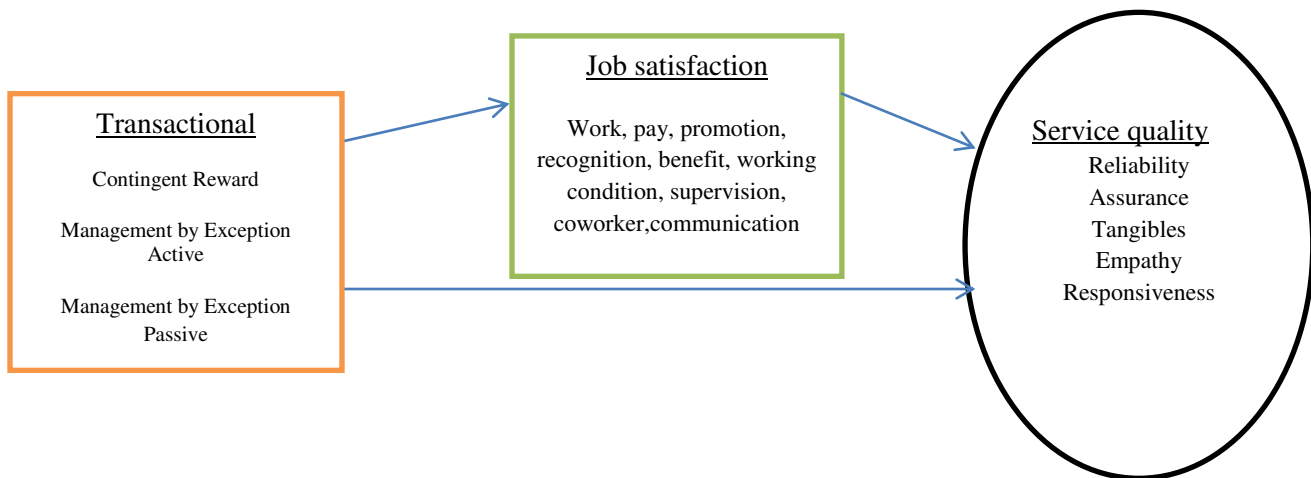 Transactional
Contingent Reward
Management by Exception
Active
Management by Exception
Passive
Job satisfaction
Work, pay, promotion,
recognition, benefit, working
condition, supervision,
coworker,communication
Service quality
Reliability
Assurance
Tangibles
Empathy
Responsiveness